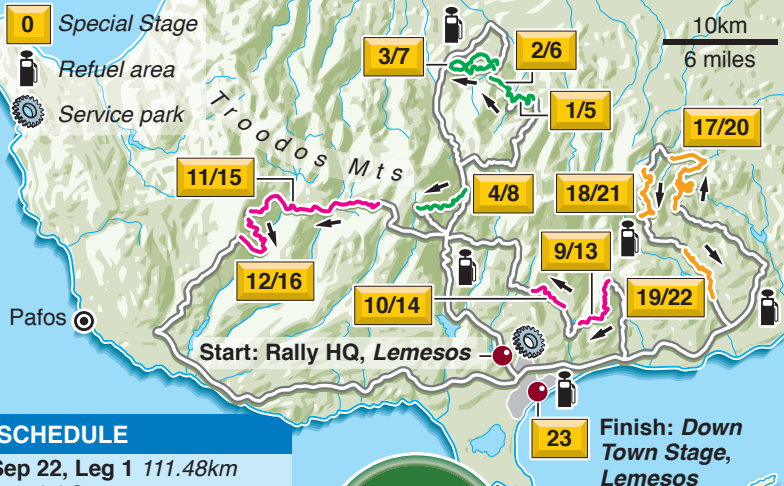 0 Special Stage
Refuel area
Service park
10km
6 miles
3/7
2/6
1/5
17/20
Troodos Mts
11/15
4/8
18/21
9/13
12/16
10/14
19/22
Pafos
Start: Rally HQ, Lemesos
23
Finish: Down
Town Stage,
Lemesos
SCHEDULE
Sep 22, Leg 1 111.48km